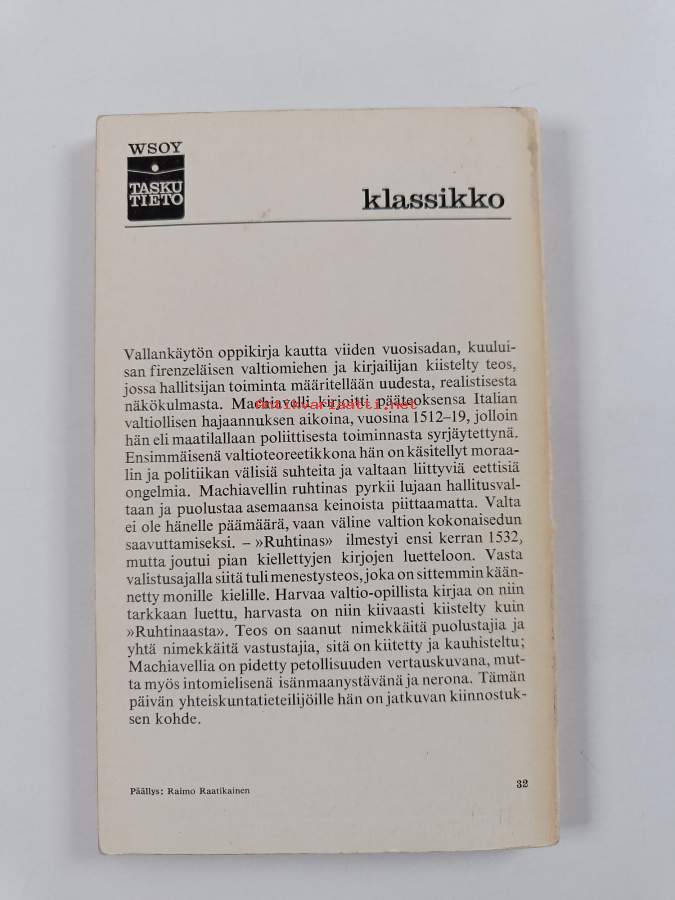 WSOY
TASKU
TIETO
klassikko
Vallankäytön oppikirja kautta viiden vuosisadan, kuului-
san firenzeläisen valtiomiehen ja kirjailijan kiistelty teos,
jossa hallitsijan toiminta määritellään uudesta, realistisesta
näkökulmasta. Machiavelli kirjoitti pääteoksensa Italian
antikvariaatti.net
valtiollisen hajaannuksen aikoina, vuosina 1512–19, jolloin
hän eli maatilallaan poliittisesta toiminnasta syrjäytettynä.
Ensimmäisenä valtioteoreetikkona hän on käsitellyt moraa-
lin ja politiikan välisiä suhteita ja valtaan liittyviä eettisiä
ongelmia. Machiavellin ruhtinas pyrkii lujaan hallitusval-
taan ja puolustaa asemaansa keinoista piittaamatta. Valta
ei ole hänelle päämäärä, vaan väline valtion kokonaisedun
saavuttamiseksi. – »Ruhtinas» ilmestyi ensi kerran 1532,
mutta joutui pian kiellettyjen kirjojen luetteloon. Vasta
valistusajalla siitä tuli menestysteos, joka on sittemmin kään-
netty monille kielille. Harvaa valtio-opillista kirjaa on niin
tarkkaan luettu, harvasta on niin kiivaasti kiistelty kuin
»Ruhtinaasta». Teos on saanut nimekkäitä puolustajia ja
yhtä nimekkäitä vastustajia, sitä on kiitetty ja kauhisteltu;
Machiavellia on pidetty petollisuuden vertauskuvana, mut-
ta myös intomielisenä isänmaanystävänä ja nerona. Tämän
päivän yhteiskuntatieteilijöille hän on jatkuvan kiinnostuk-
sen kohde.
Päällys: Raimo Raatikainen
32